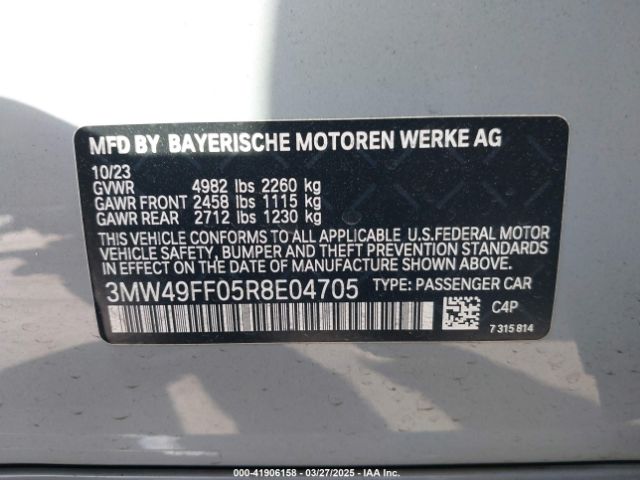 MFD BY BAYERISCHE MOTOREN WERKE AG
10/23
GVWR 4982 lbs 2260 kg
GAWR FRONT 2458 lbs 1115 kg
GAWR REAR 2712 lbs 1230 kg
THIS VEHICLE CONFORMS TO ALL APPLICABLE U.S.FEDERAL MOTOR
VEHICLE SAFETY, BUMPER, AND THEFT PREVENTION STANDARDS
IN EFFECT ON THE DATE OF MANUFACTURE SHOWN ABOVE.
3MW49FF05R8E04705 TYPE: PASSENGER CAR
C4P
7 315 814
000-41906158 - 03/27/2025 - IAA Inc.